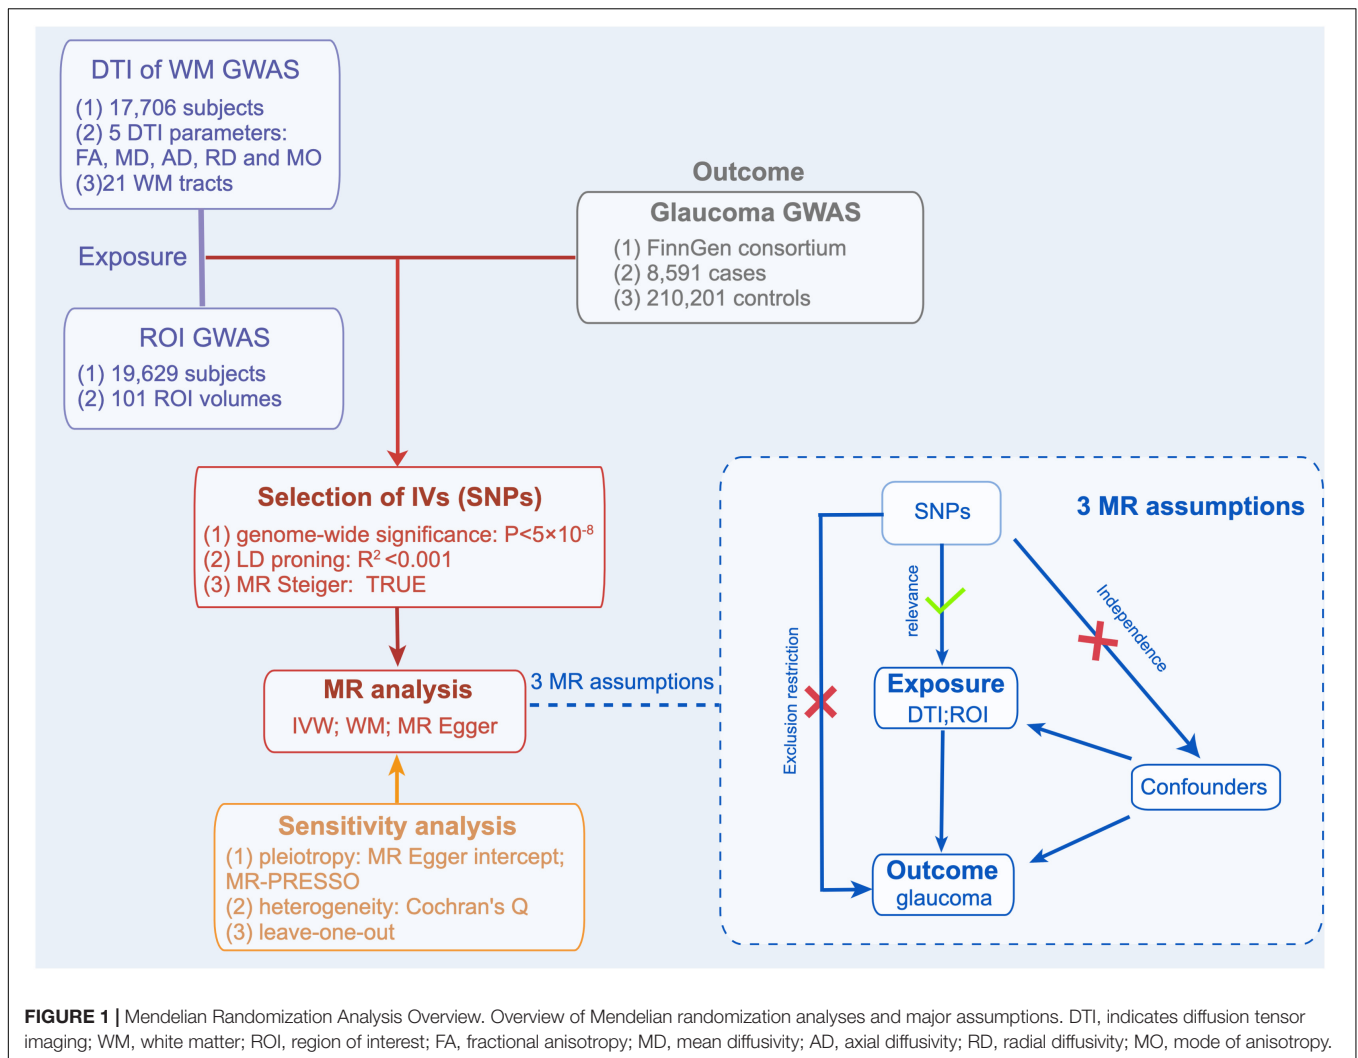 DTI of WM GWAS
(1) 17,706 subjects
(2) 5 DTI parameters:
FA, MD, AD, RD and MO
(3)21 WM tracts
Exposure
ROI GWAS
(1) 19,629 subjects
(2) 101 ROI volumes
Outcome
Glaucoma GWAS
(1) FinnGen consortium
(2) 8,591 cases
(3) 210,201 controls
Selection of IVs (SNPs)
(1) genome-wide significance: P<5×10⁻⁸
(2) LD proning: R² <0.001
(3) MR Steiger: TRUE
MR analysis
IVW; WM; MR Egger
3 MR assumptions
Sensitivity analysis
(1) pleiotropy: MR Egger intercept;
MR-PRESSO
(2) heterogeneity: Cochran's Q
(3) leave-one-out
3 MR assumptions
SNPs
relevance
Independence
Exclusion restriction
Exposure
DTI;ROI
Confounders
Outcome
glaucoma
FIGURE 1 | Mendelian Randomization Analysis Overview. Overview of Mendelian randomization analyses and major assumptions. DTI, indicates diffusion tensor
imaging; WM, white matter; ROI, region of interest; FA, fractional anisotropy; MD, mean diffusivity; AD, axial diffusivity; RD, radial diffusivity; MO, mode of anisotropy.